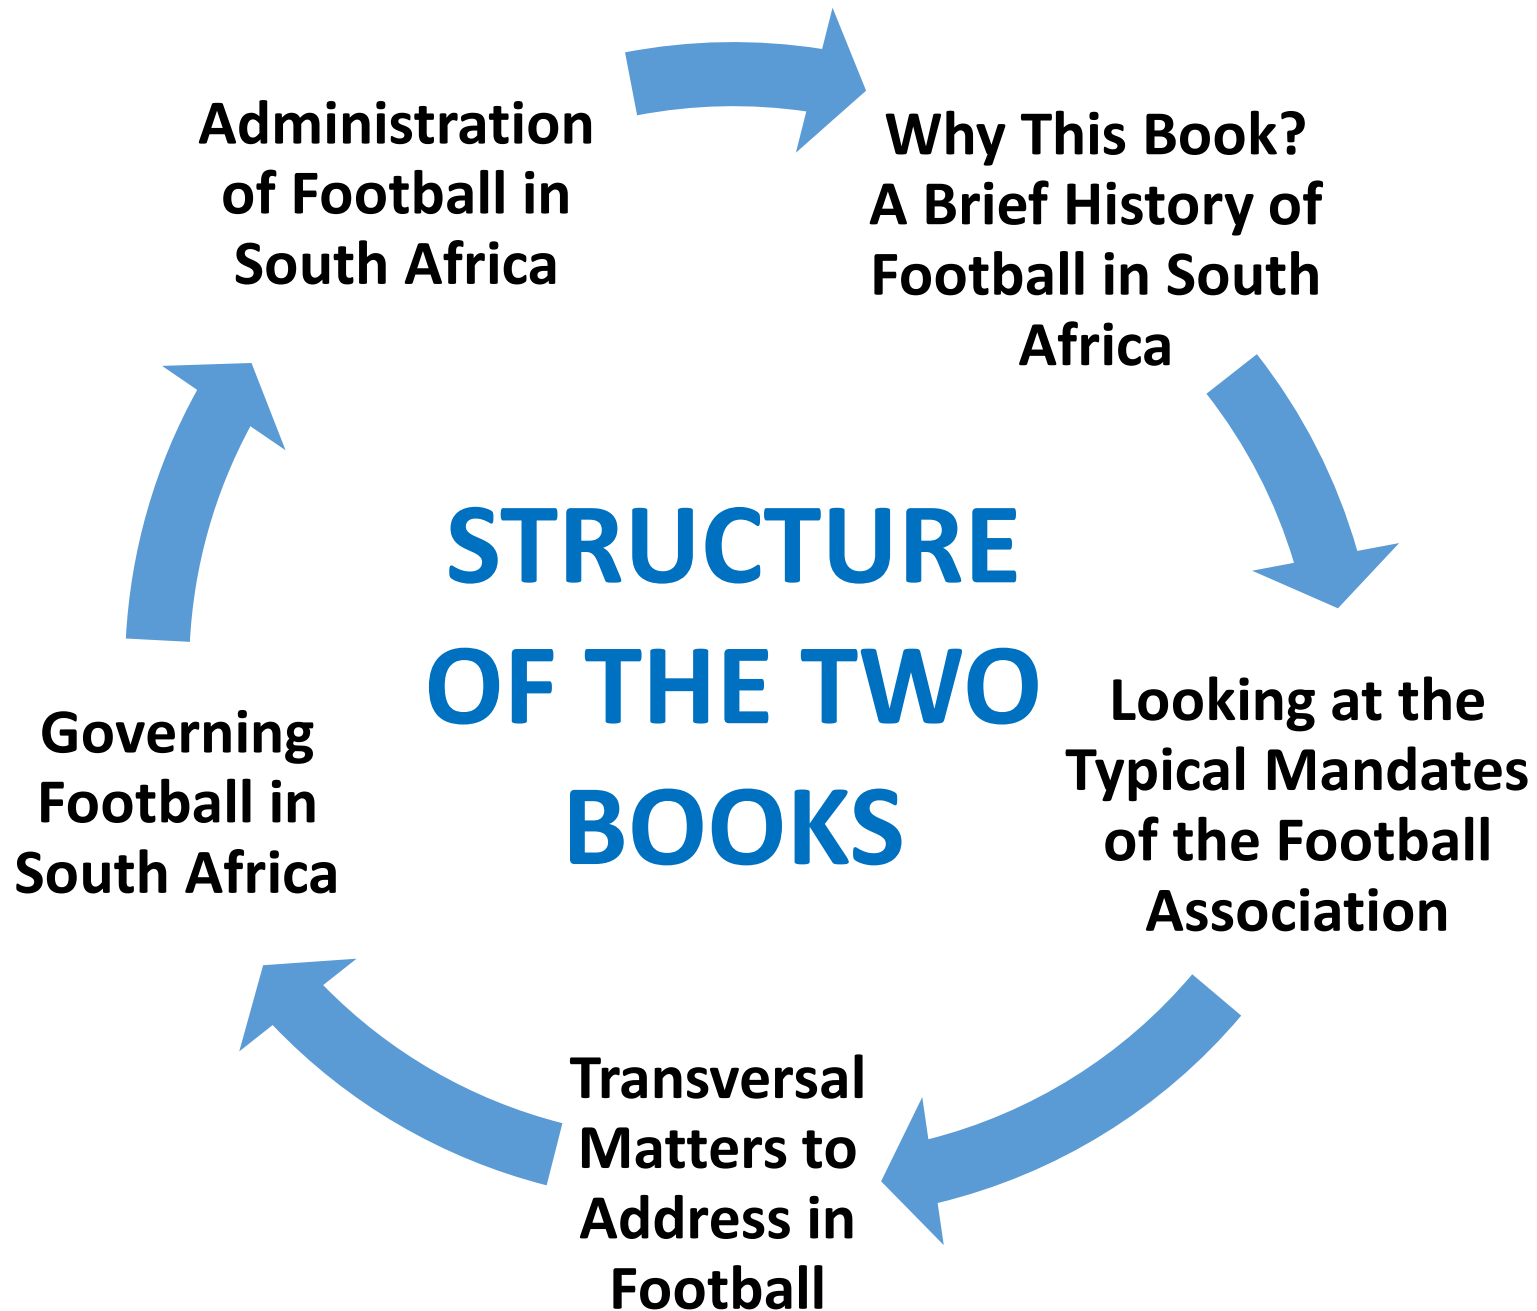 Administration
of Football in
South Africa
Why This Book?
A Brief History of
Football in South
Africa
STRUCTURE
OF THE TWO
BOOKS
Looking at the
Typical Mandates
of the Football
Association
Governing
Football in
South Africa
Transversal
Matters to
Address in
Football